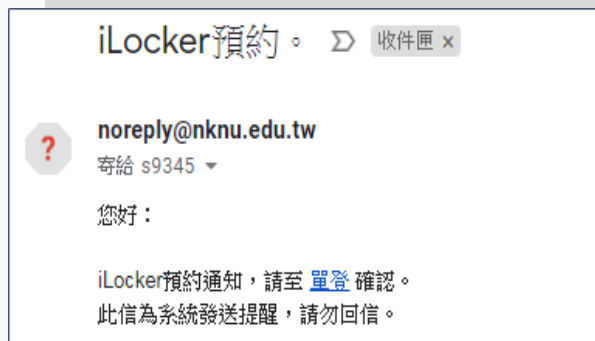 iLocker預約。 收件匣 ×
noreply@nknu.edu.tw
?
寄給 s9345
您好：
iLocker預約通知，請至 單登 確認。
此信為系統發送提醒，請勿回信。